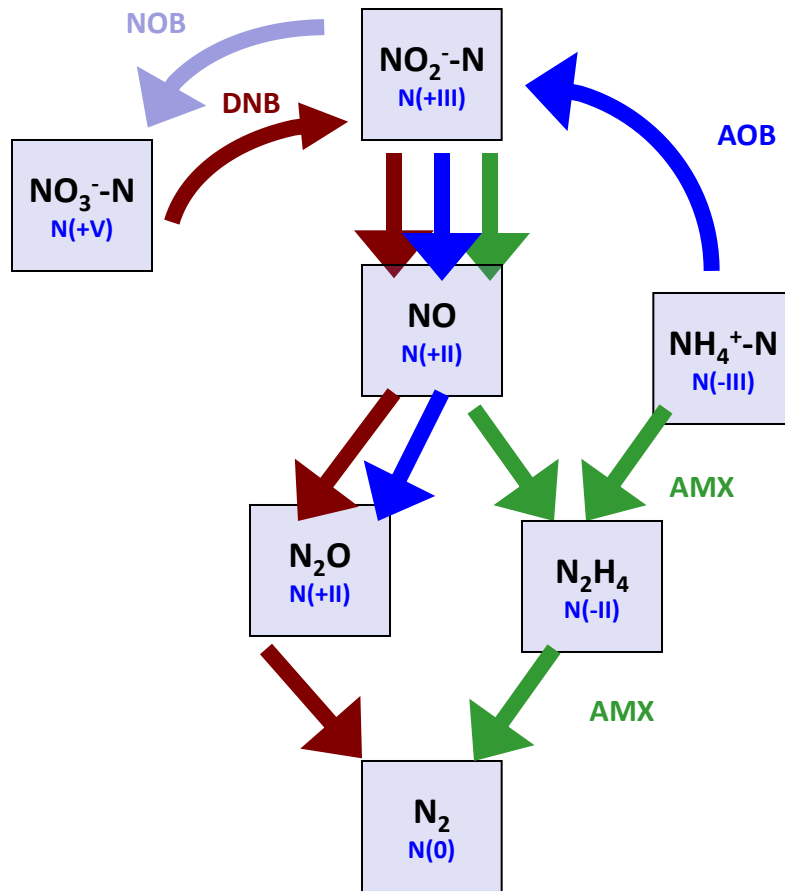 NOB
NO₂⁻-N
N(+III)
DNB
AOB
NO₃⁻-N
N(+V)
NO
N(+II)
NH₄⁺-N
N(-III)
AMX
N₂O
N(+II)
N₂H₄
N(-II)
AMX
N₂
N(0)